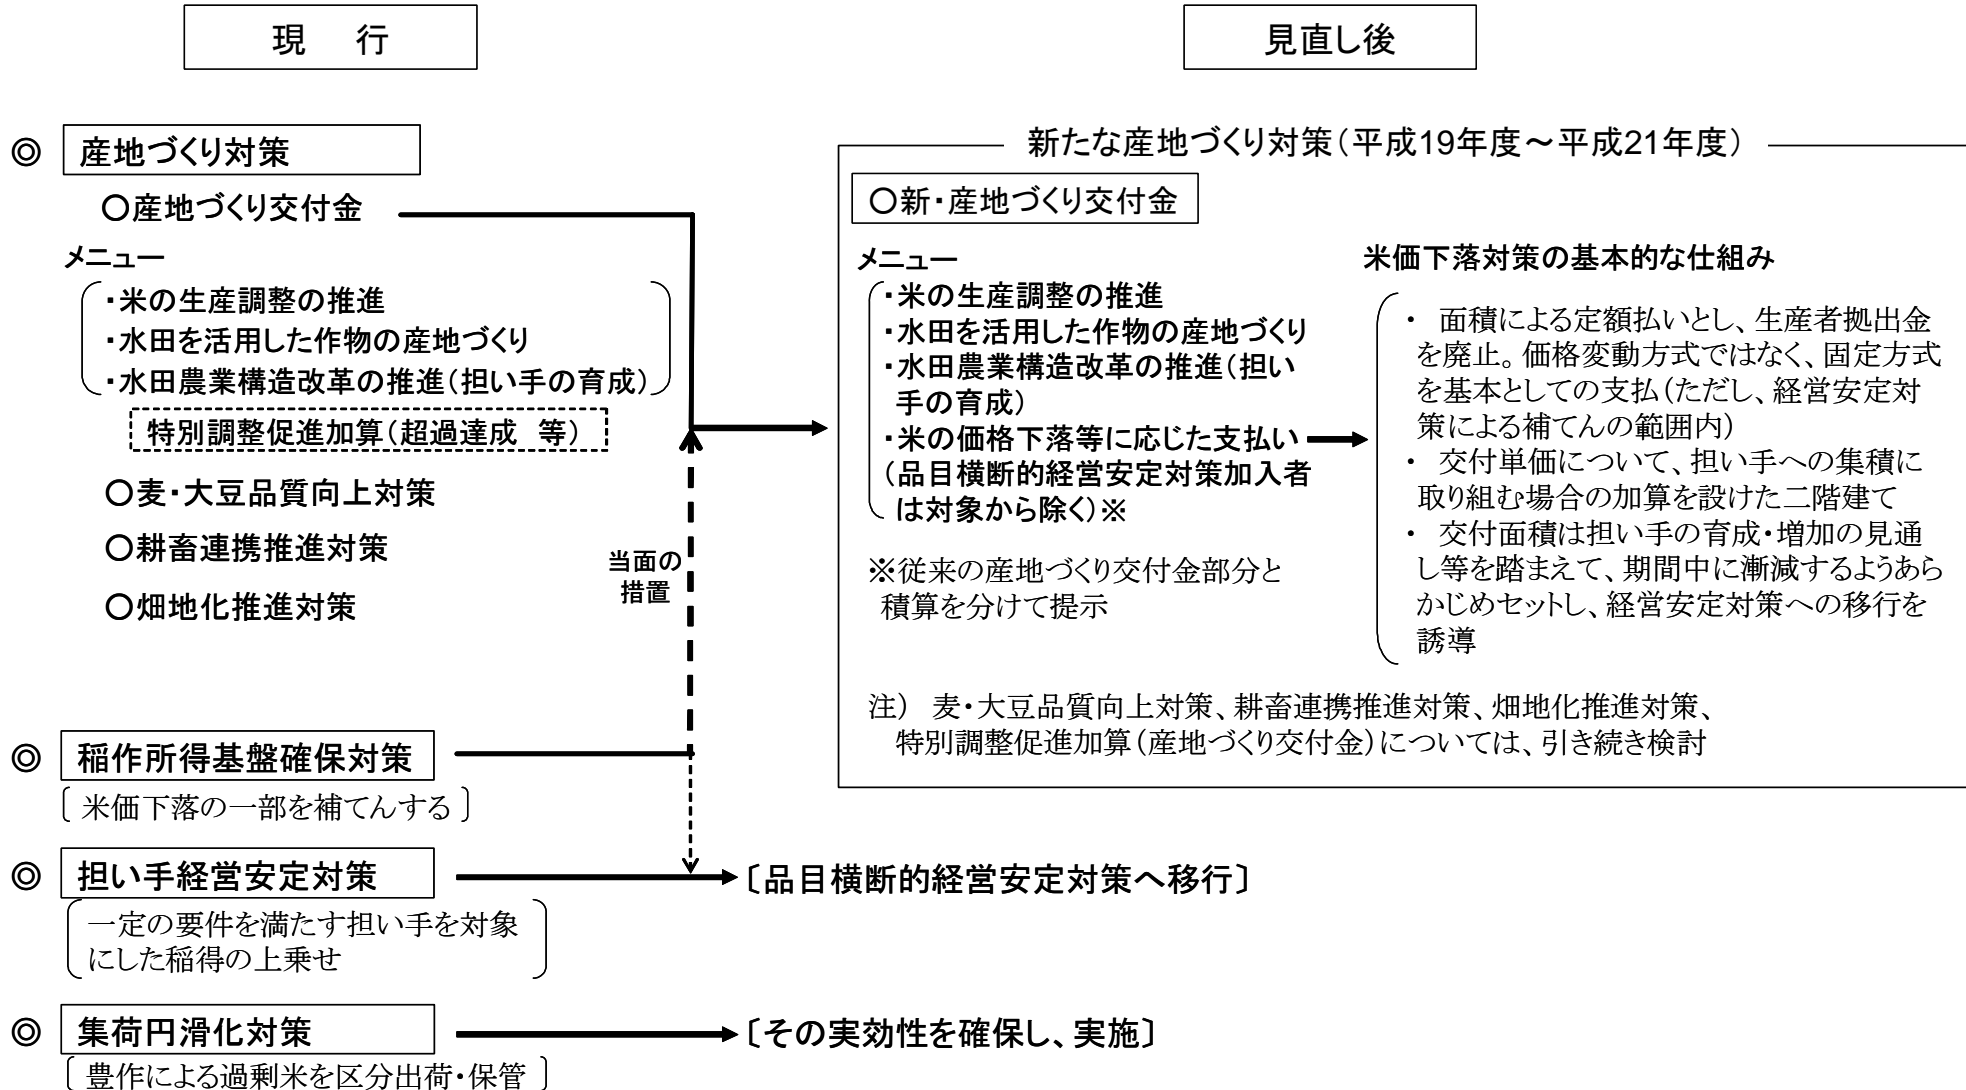 現　行
見直し後
◎ 産地づくり対策
○産地づくり交付金
メニュー
・米の生産調整の推進
・水田を活用した作物の産地づくり
・水田農業構造改革の推進(担い手の育成)
特別調整促進加算(超過達成　等)
○麦・大豆品質向上対策
○耕畜連携推進対策
○畑地化推進対策
当面の
措置
◎ 稲作所得基盤確保対策
〔 米価下落の一部を補てんする 〕
◎ 担い手経営安定対策
一定の要件を満たす担い手を対象
にした稲得の上乗せ
◎ 集荷円滑化対策
〔 豊作による過剰米を区分出荷・保管 〕
新たな産地づくり対策(平成19年度～平成21年度)
○新・産地づくり交付金
メニュー
・米の生産調整の推進
・水田を活用した作物の産地づくり
・水田農業構造改革の推進(担い
手の育成)
・米の価格下落等に応じた支払い
(品目横断的経営安定対策加入者
は対象から除く)※
※従来の産地づくり交付金部分と
積算を分けて提示
米価下落対策の基本的な仕組み
・ 面積による定額払いとし、生産者拠出金
を廃止。価格変動方式ではなく、固定方式
を基本としての支払(ただし、経営安定対
策による補てんの範囲内)
・ 交付単価について、担い手への集積に
取り組む場合の加算を設けた二階建て
・ 交付面積は担い手の育成・増加の見通
し等を踏まえて、期間中に漸減するようあら
かじめセットし、経営安定対策への移行を
誘導
注) 麦・大豆品質向上対策、耕畜連携推進対策、畑地化推進対策、
特別調整促進加算(産地づくり交付金)については、引き続き検討
〔品目横断的経営安定対策へ移行〕
〔その実効性を確保し、実施〕